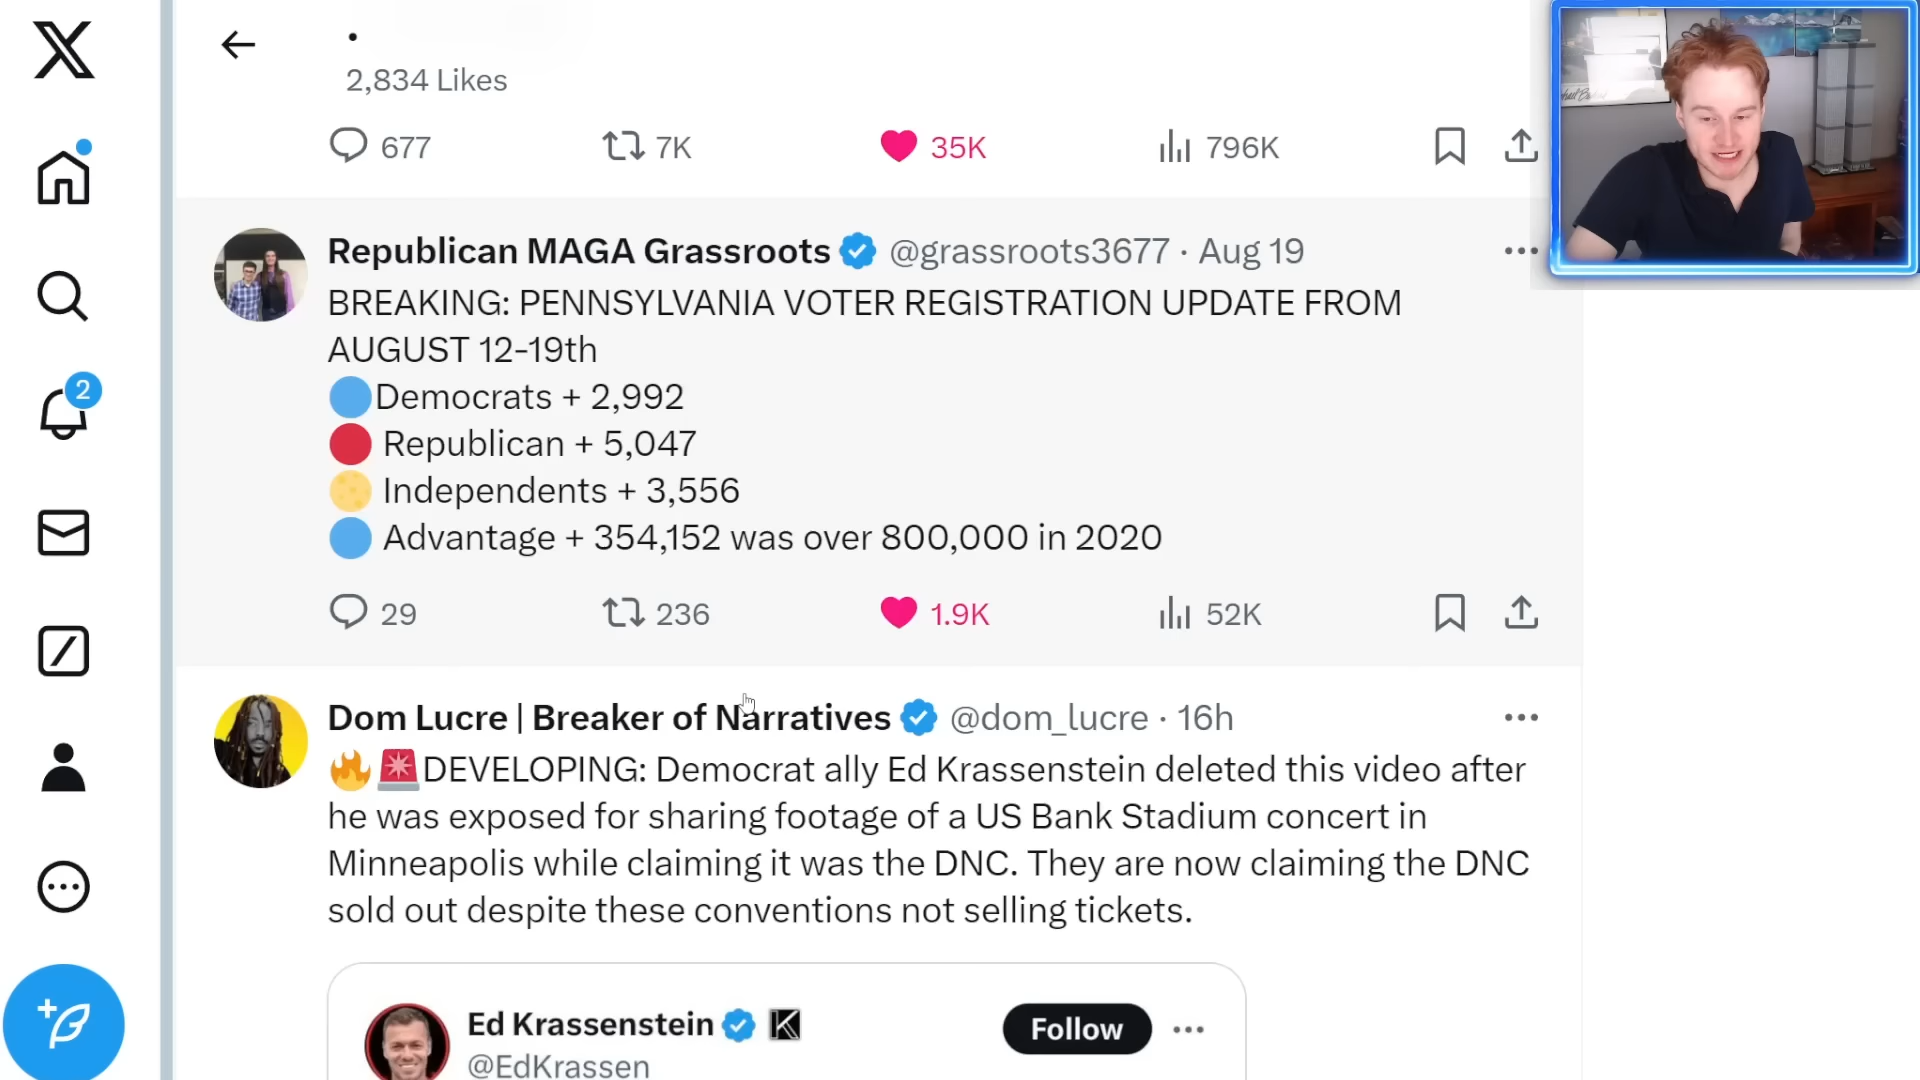 2,834 Likes
677 7K 35K 796K
Republican MAGA Grassroots @grassroots3677 · Aug 19
BREAKING: PENNSYLVANIA VOTER REGISTRATION UPDATE FROM
AUGUST 12-19th
Democrats + 2,992
Republican + 5,047
Independents + 3,556
Advantage + 354,152 was over 800,000 in 2020
29 236 1.9K 52K
2
Dom Lucre | Breaker of Narratives @dom_lucre · 16h
DEVELOPING: Democrat ally Ed Krassenstein deleted this video after
he was exposed for sharing footage of a US Bank Stadium concert in
Minneapolis while claiming it was the DNC. They are now claiming the DNC
sold out despite these conventions not selling tickets.
Ed Krassenstein
Follow
@EdKrassen